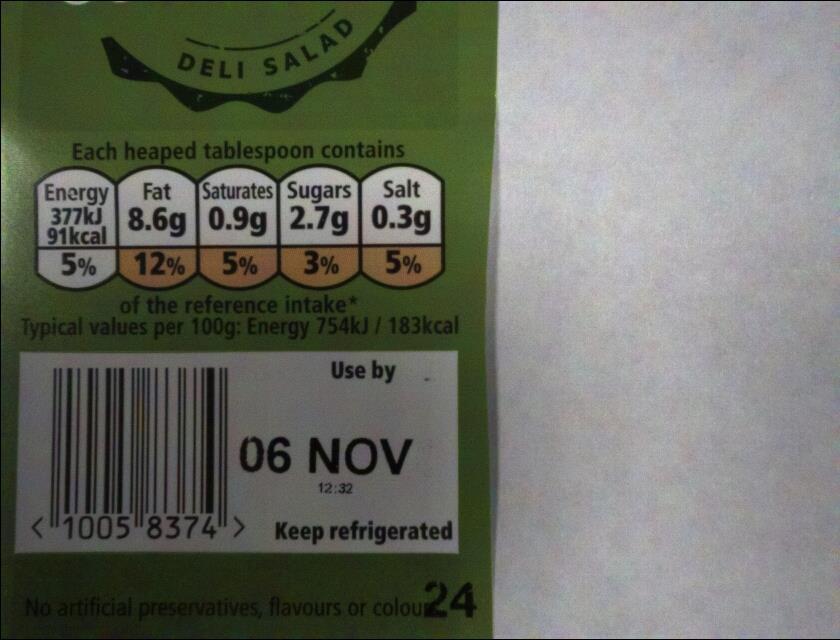 DELI SALAD
Each heaped tablespoon contains
Energy Fat Saturates Sugars Salt
377kJ 91kcal 8.6g 0.9g 2.7g 0.3g
5% 12% 5% 3% 5%
of the reference intake*
Typical values per 100g: Energy 754kJ / 183kcal
Use by
06 NOV
12:32
< 1005 8374 >
Keep refrigerated
No artificial preservatives, flavours or colou
24